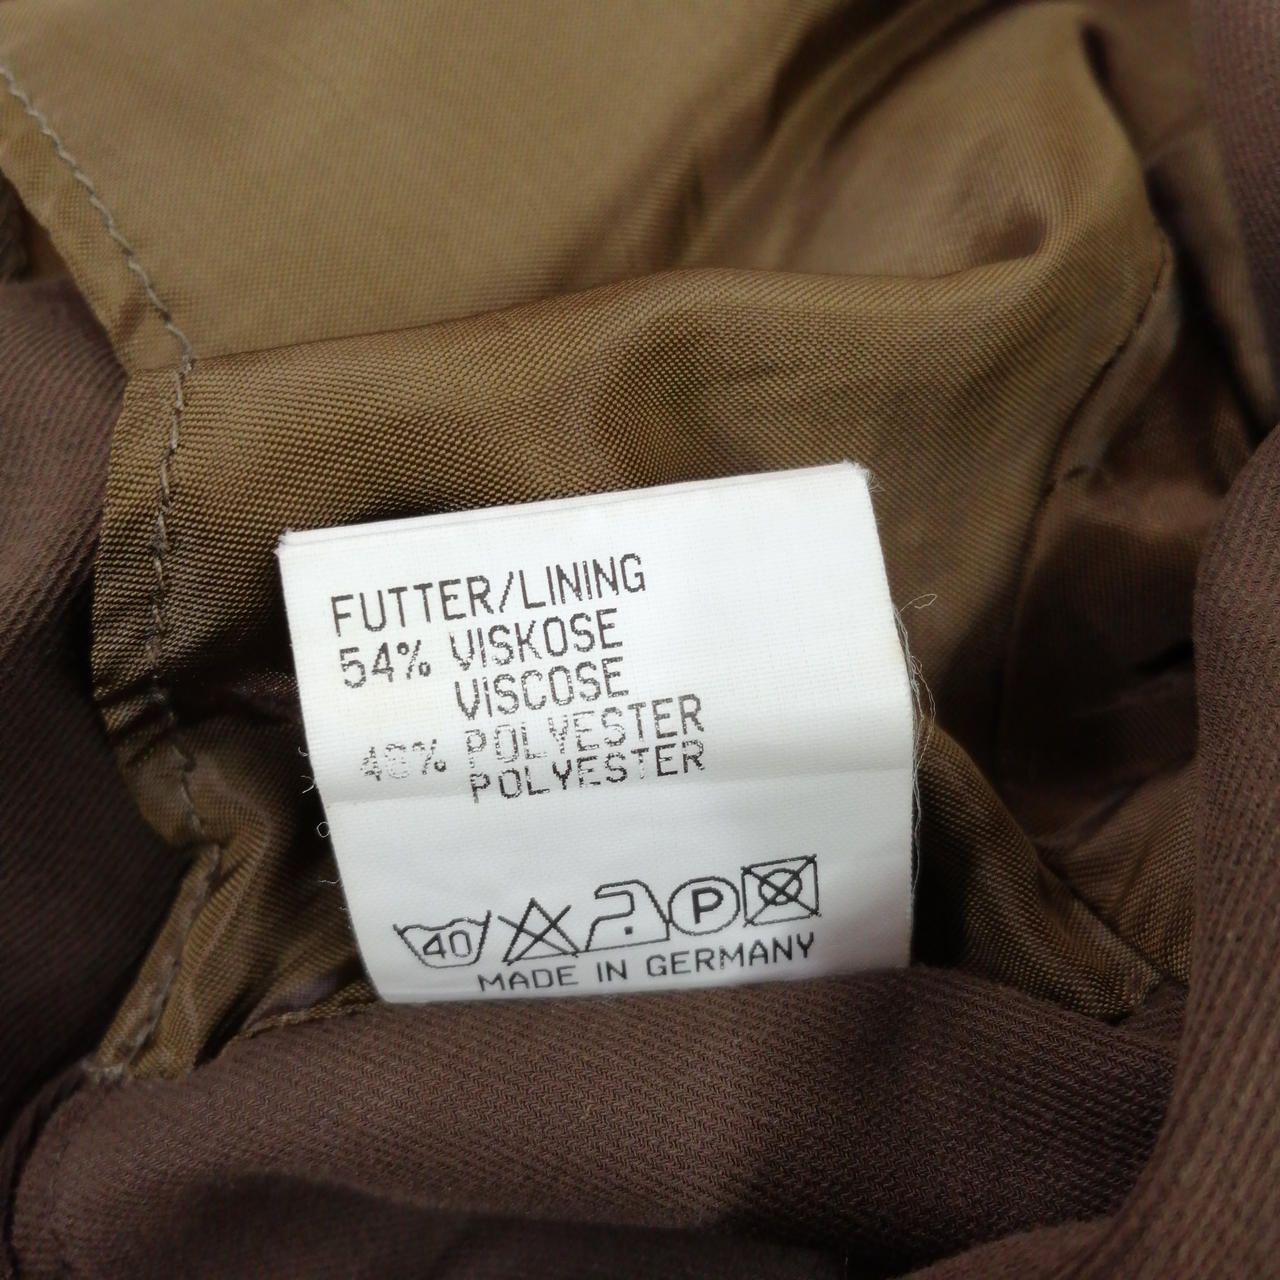 FUTTER/LINING
54% VISKOSE
VISCOSE
POLYESTER
POLYESTER
40 P
MADE IN GERMANY